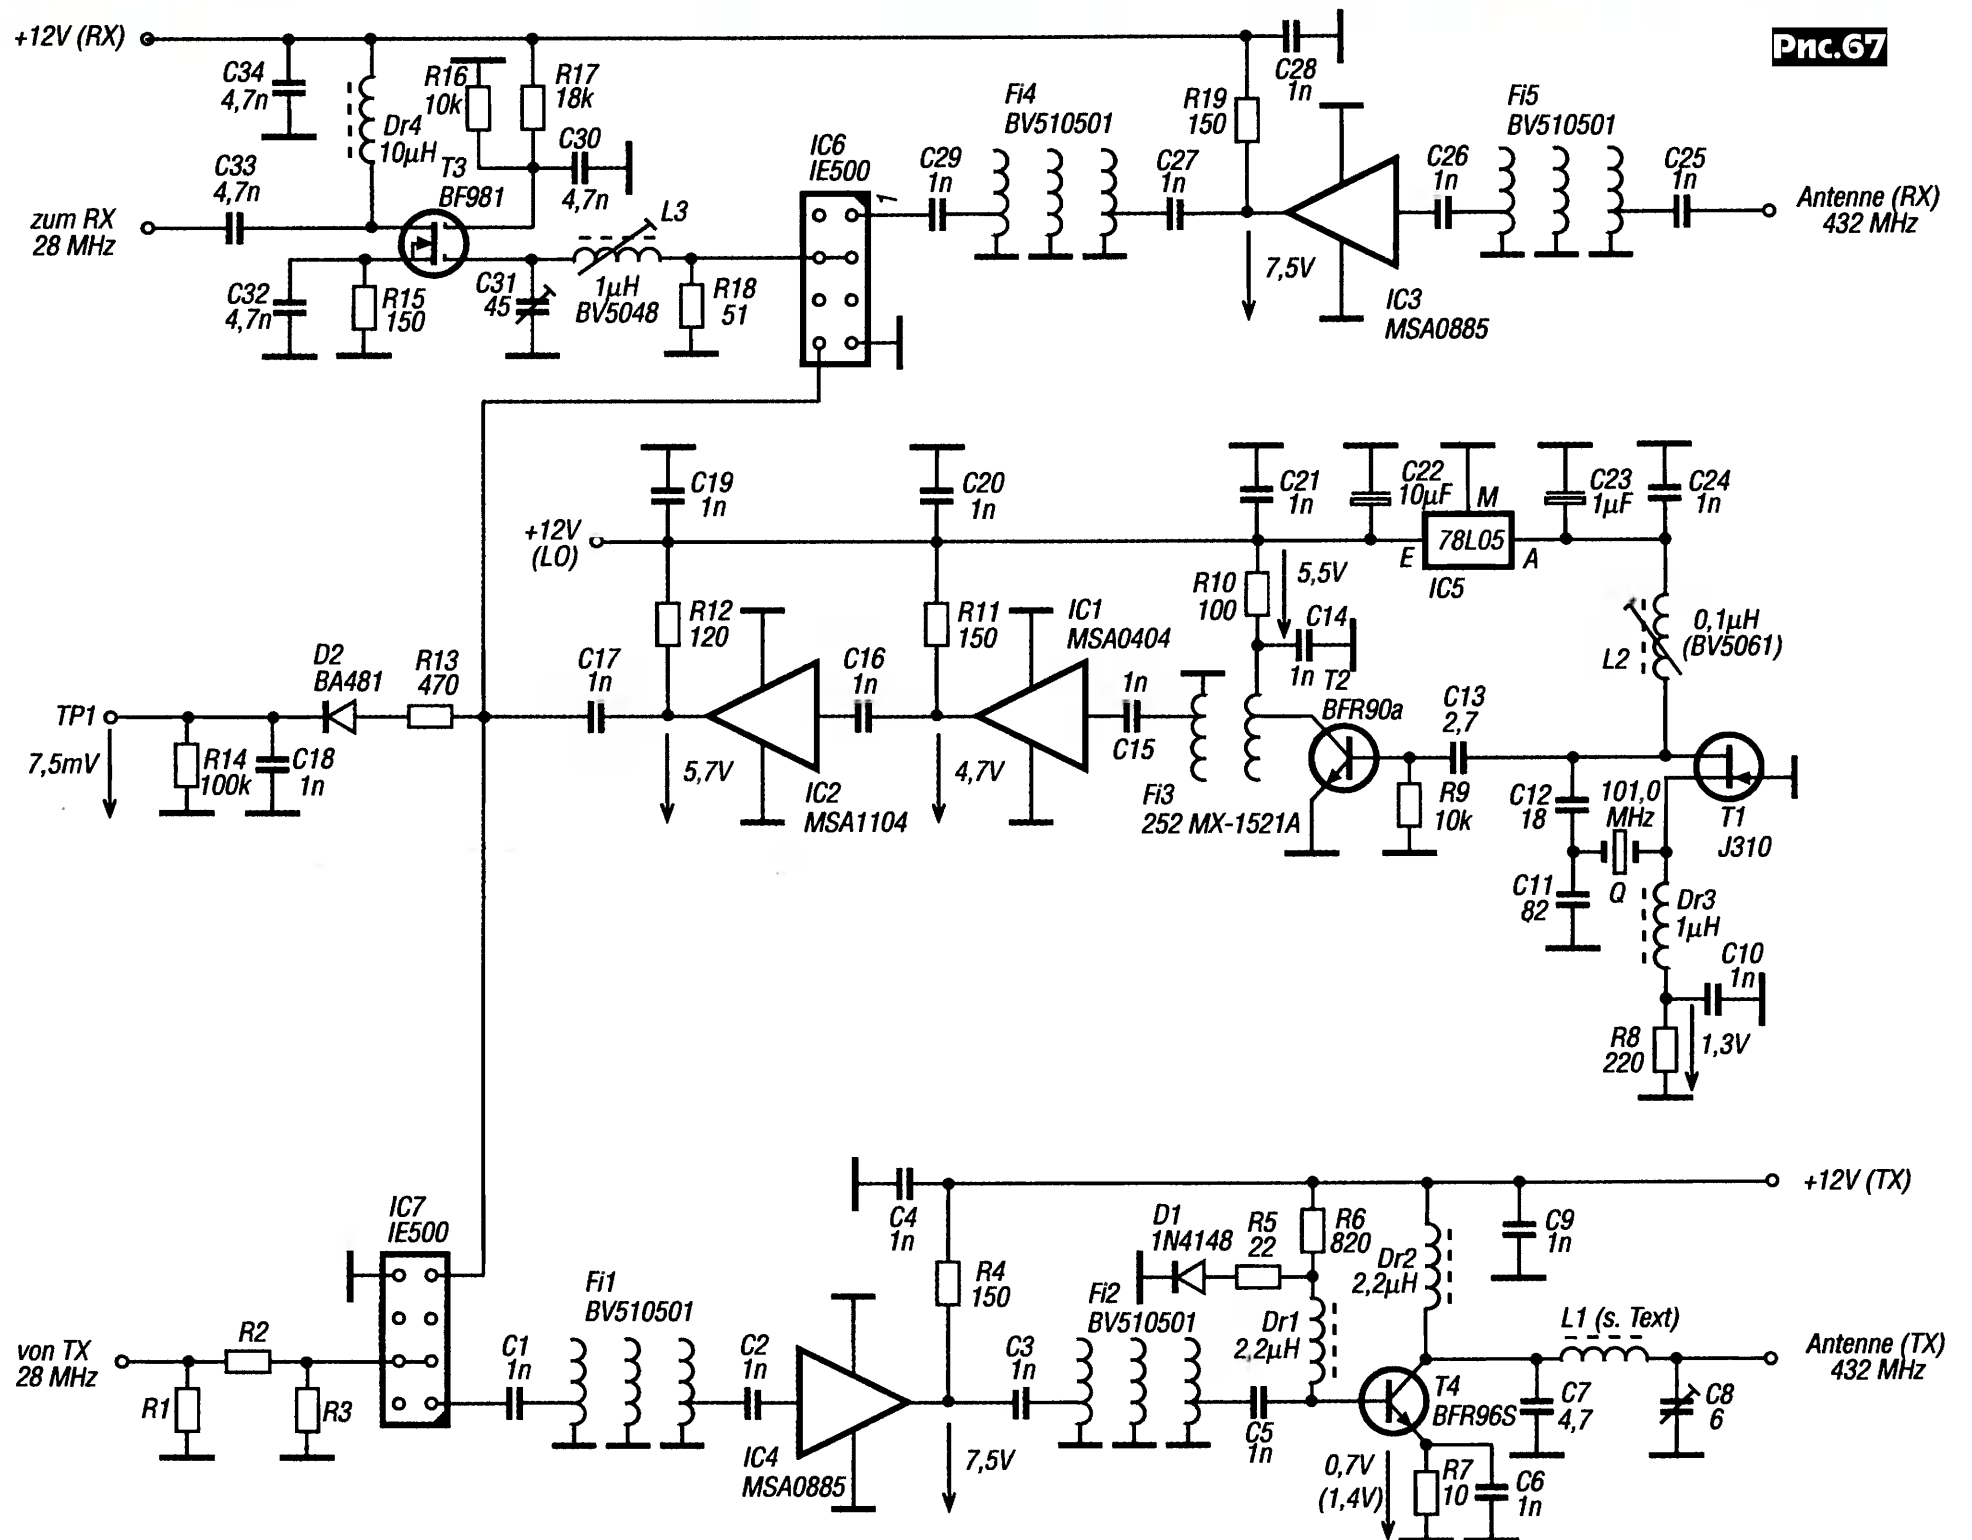 +12V (RX)
Рис.67
C34
4,7n
Dr4
10µH
R16
10k
R17
18k
C30
4,7n
C28
1n
R19
150
Fi4
BV510501
Fi5
BV510501
IC6
IE500
1
C29
1n
C27
1n
C26
1n
C25
1n
Antenne (RX)
432 MHz
C33
4,7n
T3
BF981
zum RX
28 MHz
L3
1µH
BV5048
C32
4,7n
R15
150
C31
45
R18
51
7,5V
IC3
MSA0885
C19
1n
C20
1n
C21
1n
C22
10µF
M
C23
1µF
C24
1n
+12V
(LO)
78L05
E
A
IC5
R12
120
R11
150
IC1
MSA0404
R10
100
5,5V
C14
1n
L2
0,1µH
(BV5061)
D2
BA481
R13
470
C17
1n
C16
1n
1n
C15
T2
BFR90a
C13
2,7
TP1
7,5mV
R14
100k
C18
1n
5,7V
IC2
MSA1104
4,7V
Fi3
252 MX-1521A
R9
10k
C12
18
101,0
MHz
T1
J310
C11
82
Q
Dr3
1µH
C10
1n
R8
220
1,3V
+12V (TX)
C4
1n
R4
150
D1
1N4148
R5
22
R6
820
Dr2
2,2µH
C9
1n
IC7
IE500
Fi1
BV510501
Fi2
BV510501
Dr1
2,2µH
L1 (s. Text)
von TX
28 MHz
R2
R1
R3
C1
1n
C2
1n
C3
1n
Antenne (TX)
432 MHz
IC4
MSA0885
7,5V
C5
1n
T4
BFR96S
C7
4,7
C8
6
0,7V
(1,4V)
R7
10
C6
1n